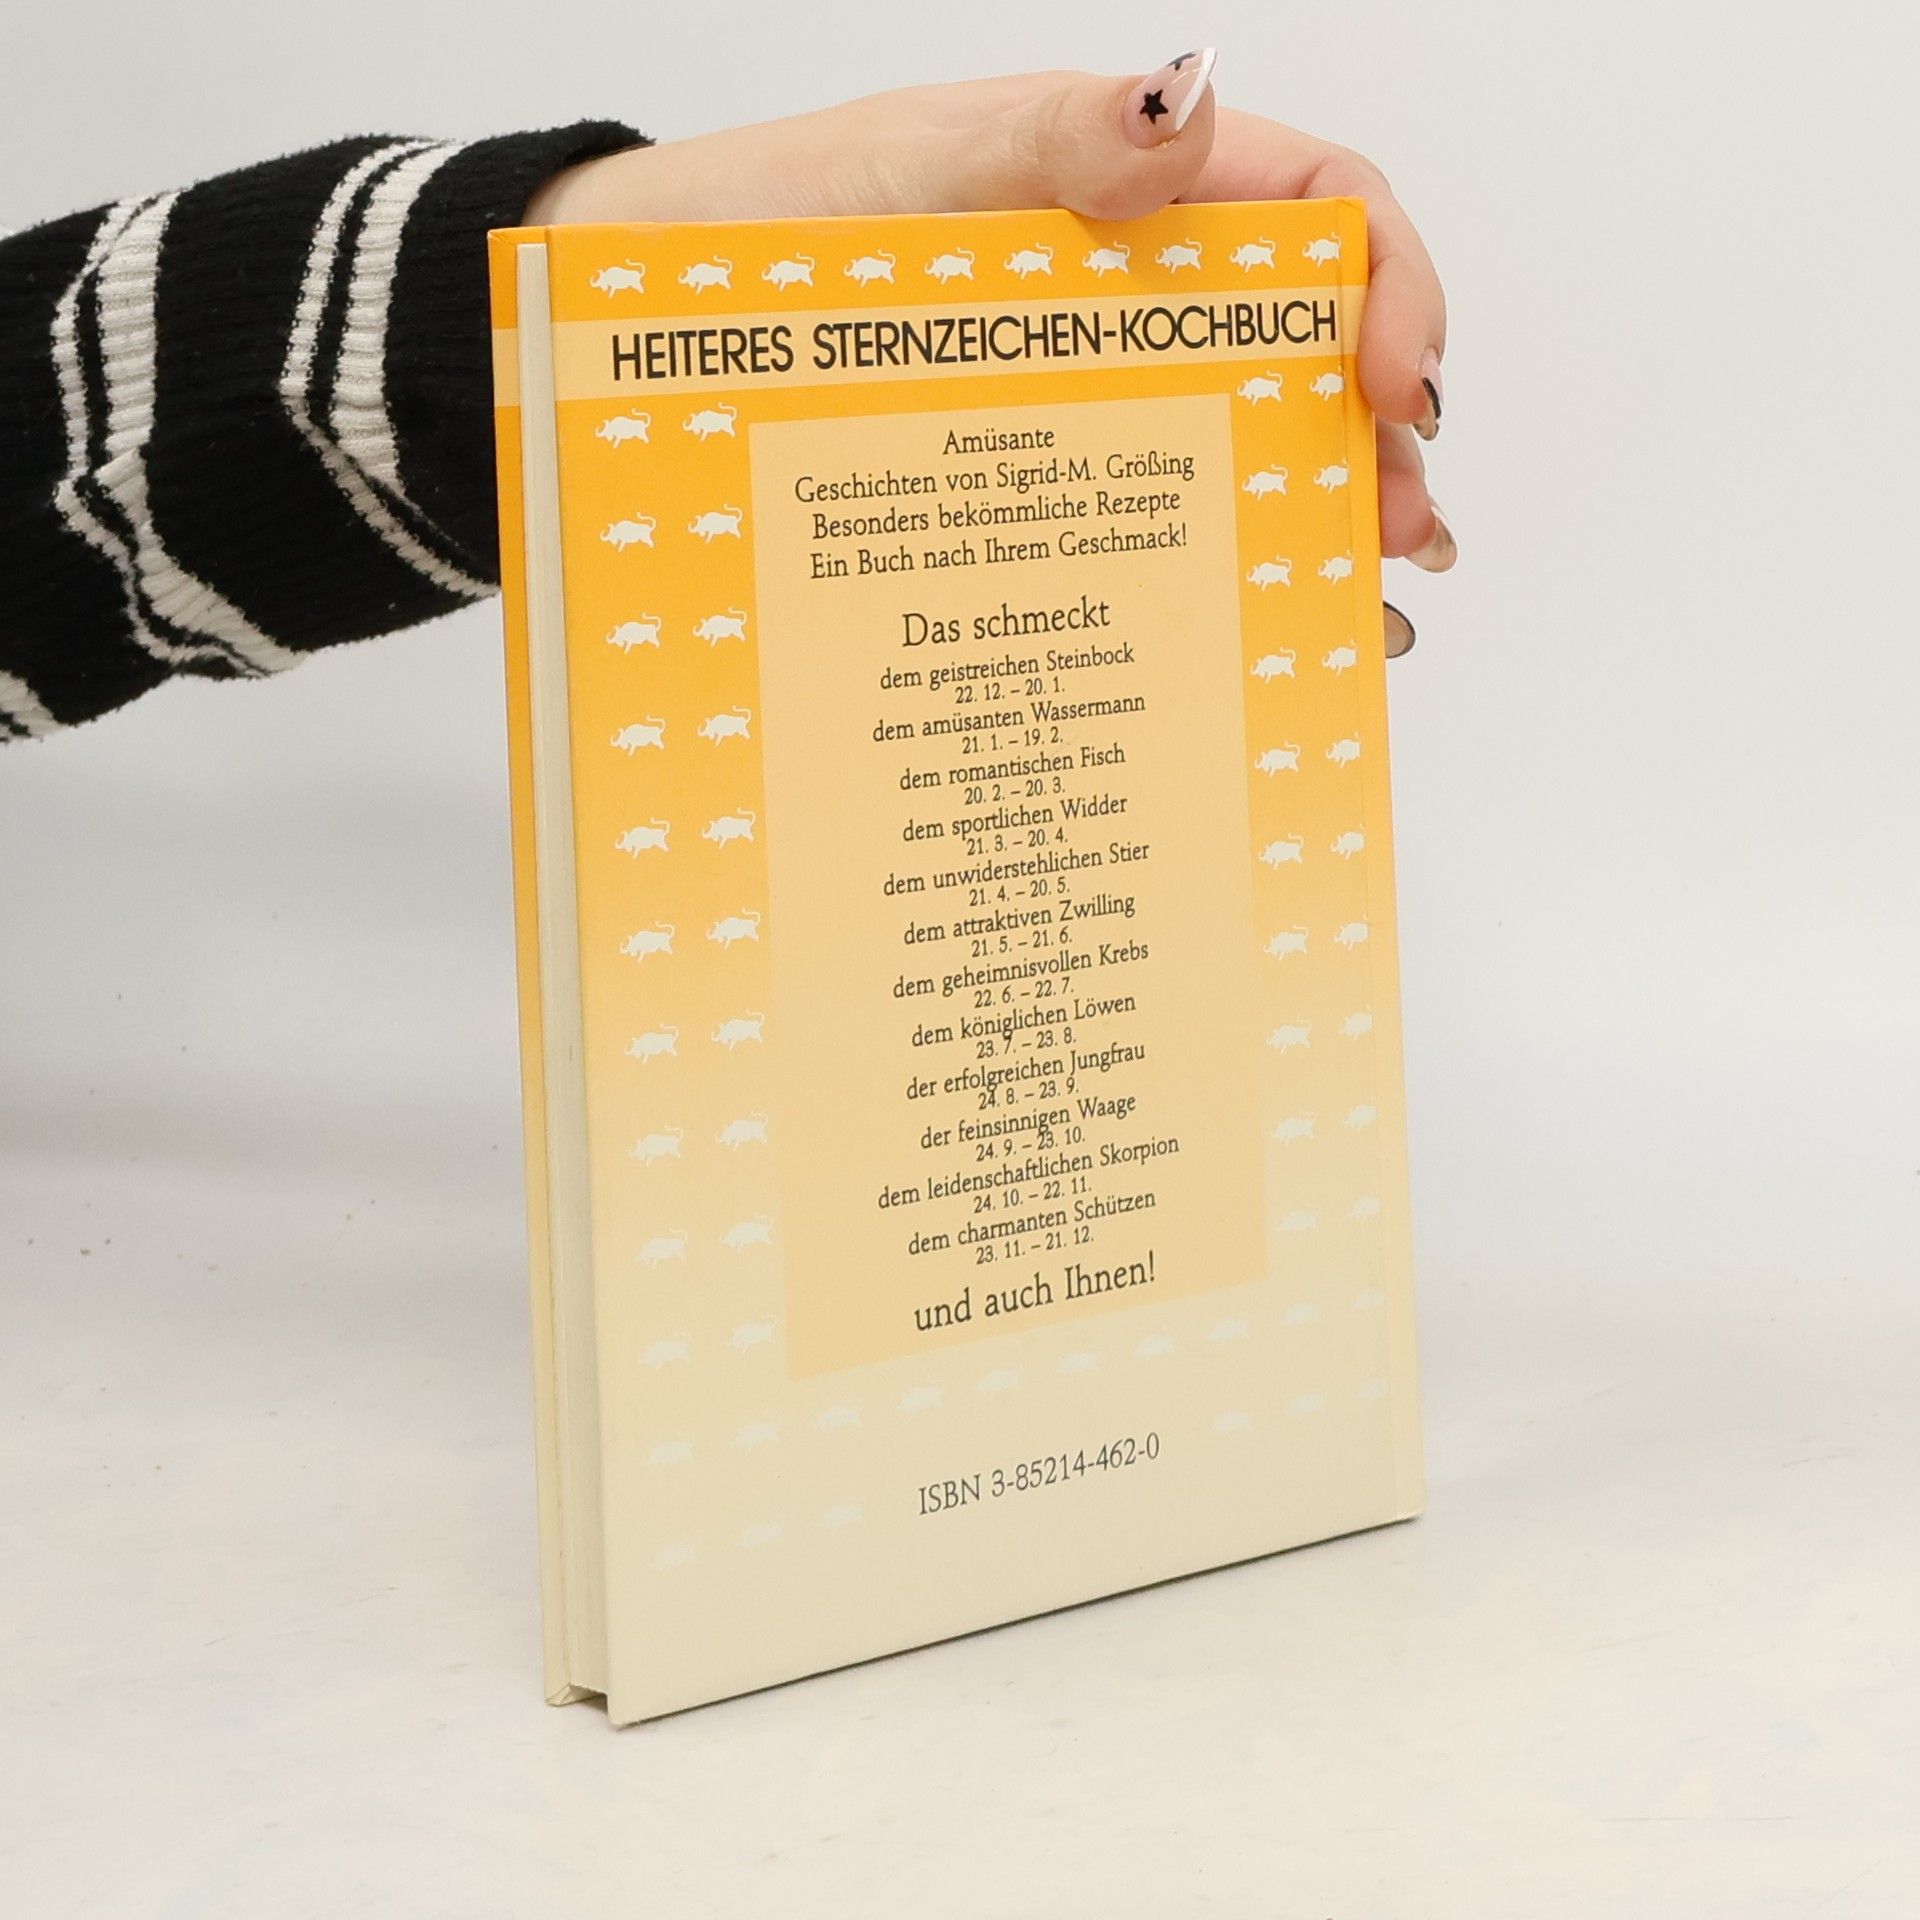 HEITERES STERNZEICHEN-KOCHBUCH
Amüsante
Geschichten von Sigrid-M. Größing
Besonders bekömmliche Rezepte
Ein Buch nach Ihrem Geschmack!
Das schmeckt
dem geistreichen Steinbock
22. 12. – 20. 1.
dem amüsanten Wassermann
21. 1. – 19. 2.
dem romantischen Fisch
20. 2. – 20. 3.
dem sportlichen Widder
21. 3. – 20. 4.
dem unwiderstehlichen Stier
21. 4. – 20. 5.
dem attraktiven Zwilling
21. 5. – 21. 6.
dem geheimnisvollen Krebs
22. 6. – 22. 7.
dem königlichen Löwen
23. 7. – 23. 8.
der erfolgreichen Jungfrau
24. 8. – 23. 9.
der feinsinnigen Waage
24. 9. – 23. 10.
dem leidenschaftlichen Skorpion
24. 10. – 22. 11.
dem charmanten Schützen
23. 11. – 21. 12.
und auch Ihnen!
ISBN 3-85214-462-0